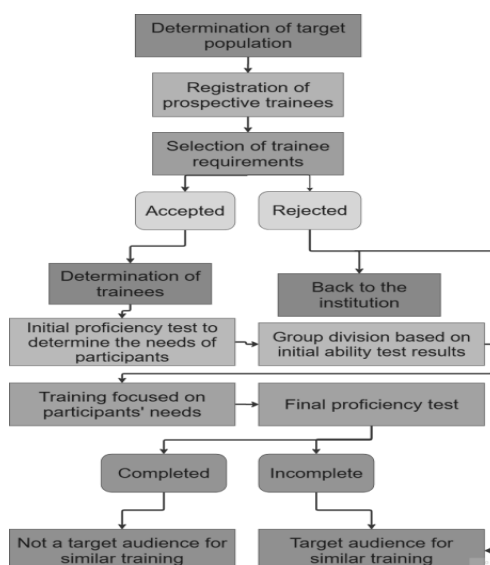 Determination of target
population
Registration of
prospective trainees
Selection of trainee
requirements
Accepted
Rejected
Determination of
trainees
Back to the
institution
Initial proficiency test to
determine the needs of
participants
Group division based on
initial ability test results
Training focused on
participants' needs
Final proficiency test
Completed
Incomplete
Not a target audience for
similar training
Target audience for
similar training